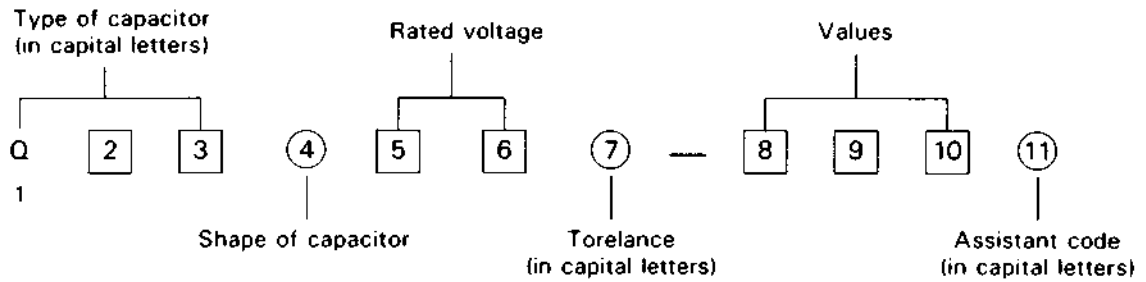 Type of capacitor
(in capital letters)
Rated voltage
Values
Q 2 3 4 5 6 7 — 8 9 10 11
1
Shape of capacitor
Torelance
(in capital letters)
Assistant code
(in capital letters)